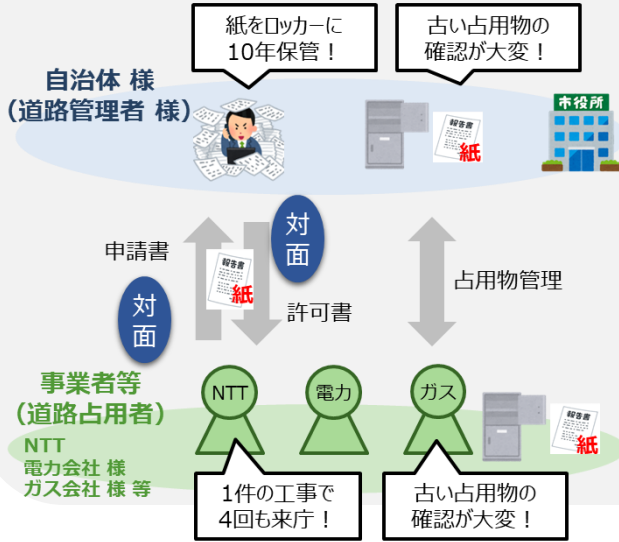 紙をロッカーに
10年保管！
古い占用物の
確認が大変！
自治体 様
（道路管理者 様）
市役所
報告書
紙
対面
申請書
報告書
紙
対面
許可書
占用物管理
事業者等
（道路占用者）
NTT
電力会社 様
ガス会社 様 等
NTT
電力
ガス
報告書
紙
1件の工事で
4回も来庁！
古い占用物の
確認が大変！